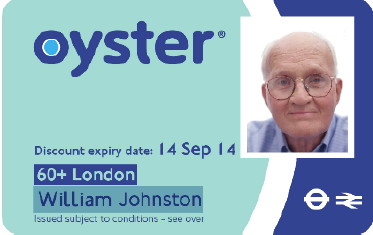 oyster®
Discount expiry date: 14 Sep 14
60+ London
William Johnston
Issued subject to conditions - see over